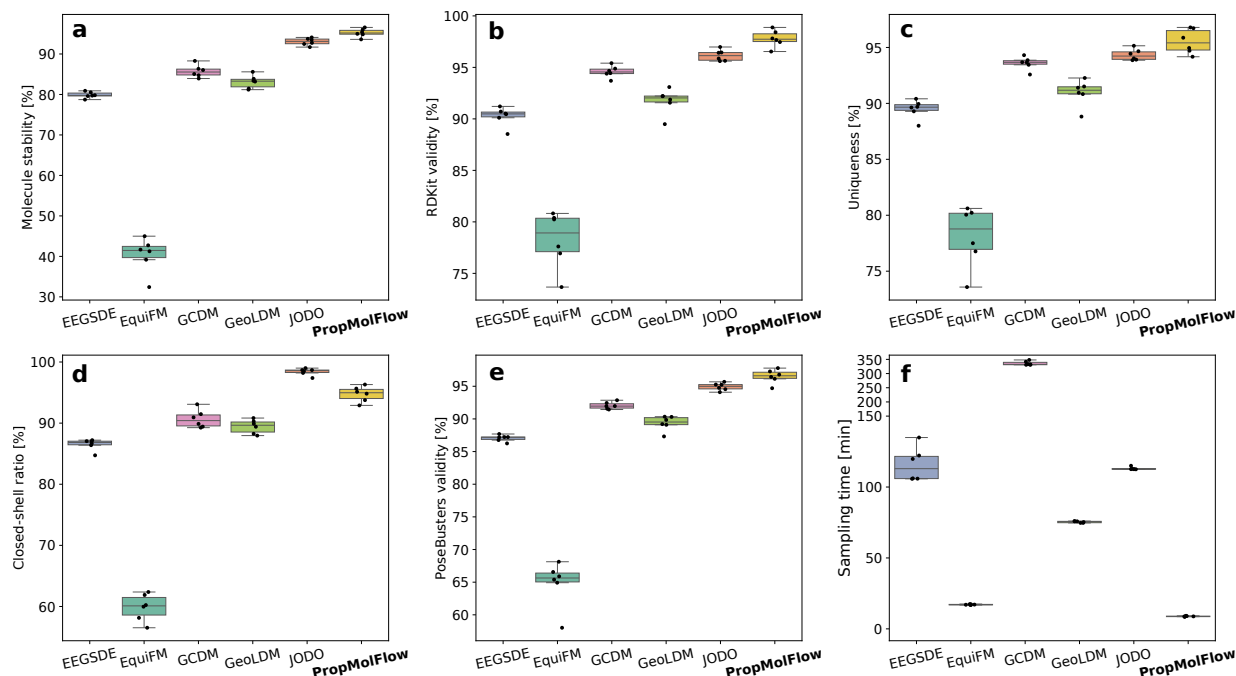 a
Molecule stability [%]
90
80
70
60
50
40
30
EEGSDE EquiFM GCDM GeoLDM JODO PropMolFlow
b
RDKit validity [%]
100
95
90
85
80
75
EEGSDE EquiFM GCDM GeoLDM JODO PropMolFlow
c
Uniqueness [%]
95
90
85
80
75
EEGSDE EquiFM GCDM GeoLDM JODO PropMolFlow
d
Closed-shell ratio [%]
100
90
80
70
60
EEGSDE EquiFM GCDM GeoLDM JODO PropMolFlow
e
PoseBusters validity [%]
95
90
85
80
75
70
65
60
EEGSDE EquiFM GCDM GeoLDM JODO PropMolFlow
f
Sampling time [min]
350
300
250
200
150
100
50
0
EEGSDE EquiFM GCDM GeoLDM JODO PropMolFlow